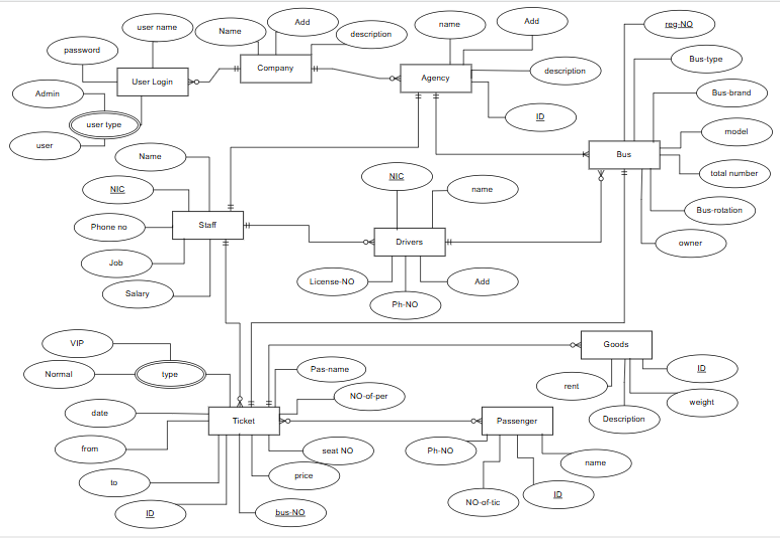 user name
Name
Add
description
name
Add
reg-NO
password
User Login
Company
Agency
description
Bus-type
Admin
user type
ID
Bus-brand
user
model
Name
Bus
total number
NIC
NIC
name
Bus-rotation
Phone no
Staff
Drivers
owner
Job
License-NO
Add
Salary
Ph-NO
VIP
Goods
Normal
type
Pas-name
ID
rent
NO-of-per
weight
date
Ticket
Passenger
Description
from
seat NO
Ph-NO
name
to
price
ID
bus-NO
NO-of-tic
ID